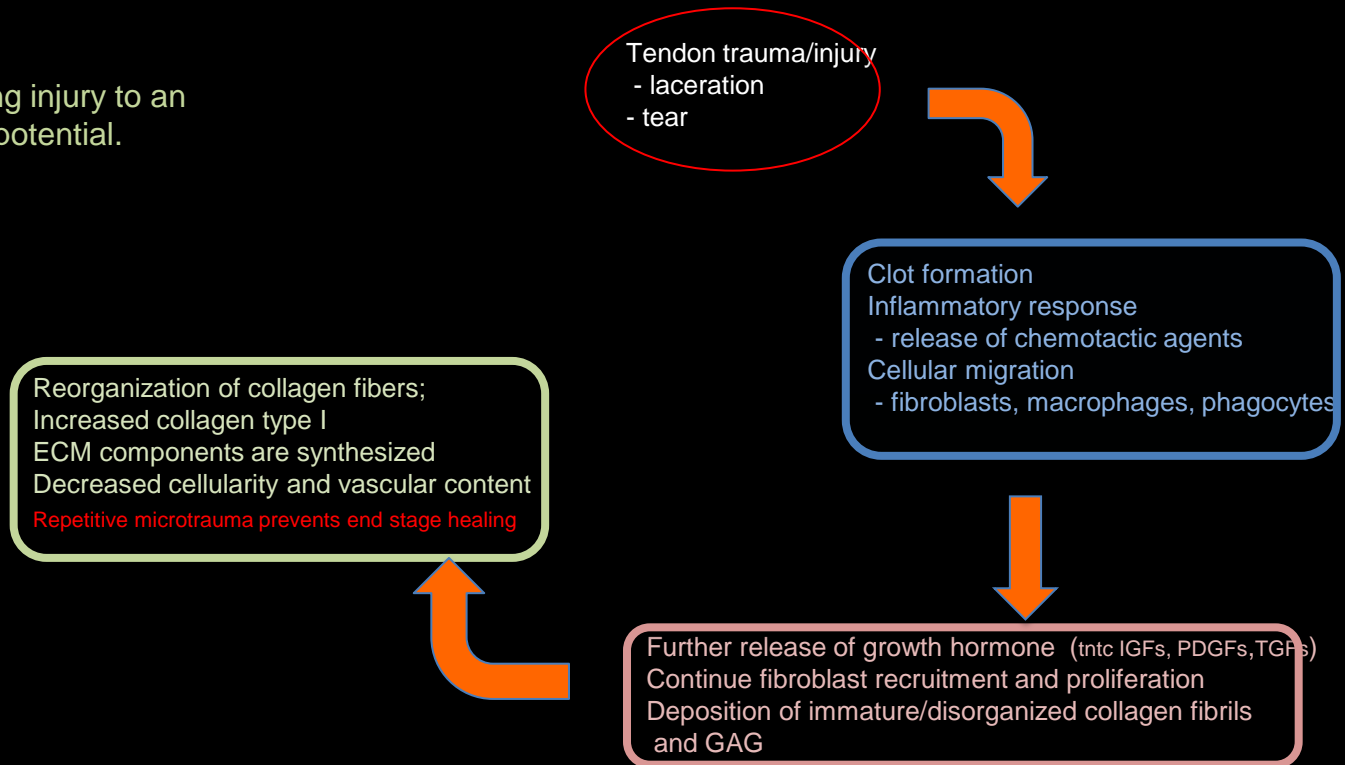 ng injury to an
potential.
Tendon trauma/injury
- laceration
- tear
Clot formation
Inflammatory response
- release of chemotactic agents
Cellular migration
- fibroblasts, macrophages, phagocytes
Further release of growth hormone (tntc IGFs, PDGFs,TGFs)
Continue fibroblast recruitment and proliferation
Deposition of immature/disorganized collagen fibrils
and GAG
Reorganization of collagen fibers;
Increased collagen type I
ECM components are synthesized
Decreased cellularity and vascular content
Repetitive microtrauma prevents end stage healing